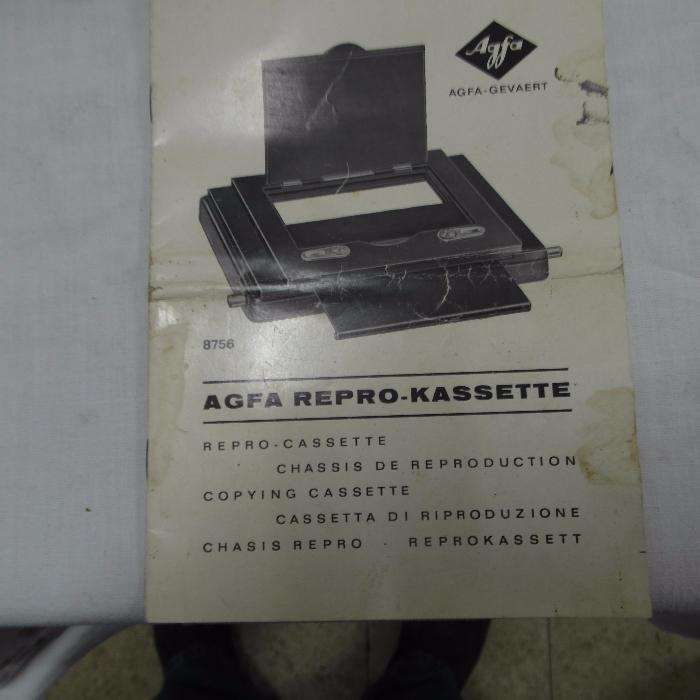 Agfa
AGFA-GEVAERT
8756
AGFA REPRO-KASSETTE
REPRO-CASSETTE
CHASSIS DE REPRODUCTION
COPYING CASSETTE
CASSETTA DI RIPRODUZIONE
CHASIS REPRO - REPROKASSETT